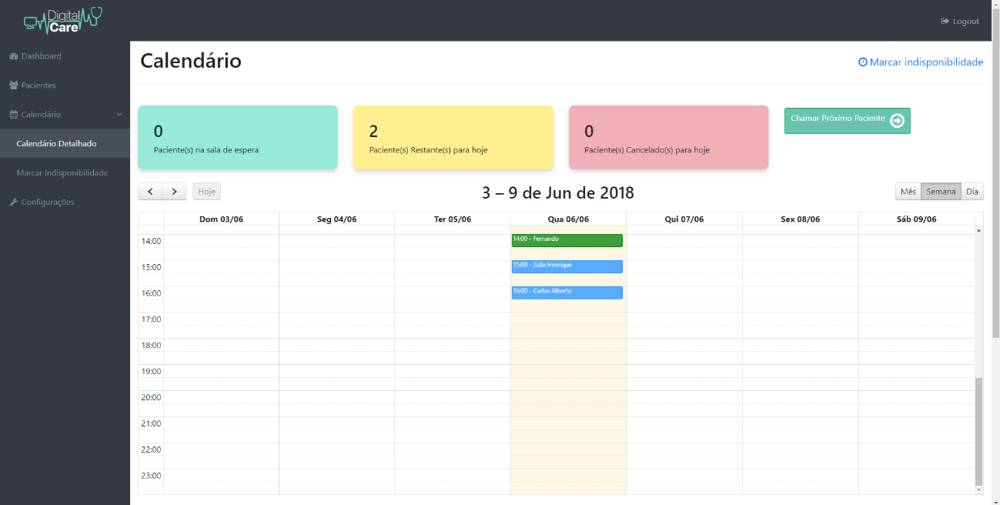 Digital
Care
Logout
Dashboard
Pacientes
Calendário
Calendário Detalhado
Marcar Indisponibilidade
Configurações
Calendário
Marcar indisponibilidade
0
Paciente(s) na sala de espera
2
Paciente(s) Restante(s) para hoje
0
Paciente(s) Cancelado(s) para hoje
Chamar Próximo Paciente
Hoje
3 – 9 de Jun de 2018
Mês Semana Dia
Dom 03/06 Seg 04/06 Ter 05/06 Qua 06/06 Qui 07/06 Sex 08/06 Sáb 09/06
14:00 14:00 - Fernando
15:00 15:00 - João Henrique
16:00 16:00 - Carlos Alberto
17:00
18:00
19:00
20:00
21:00
22:00
23:00